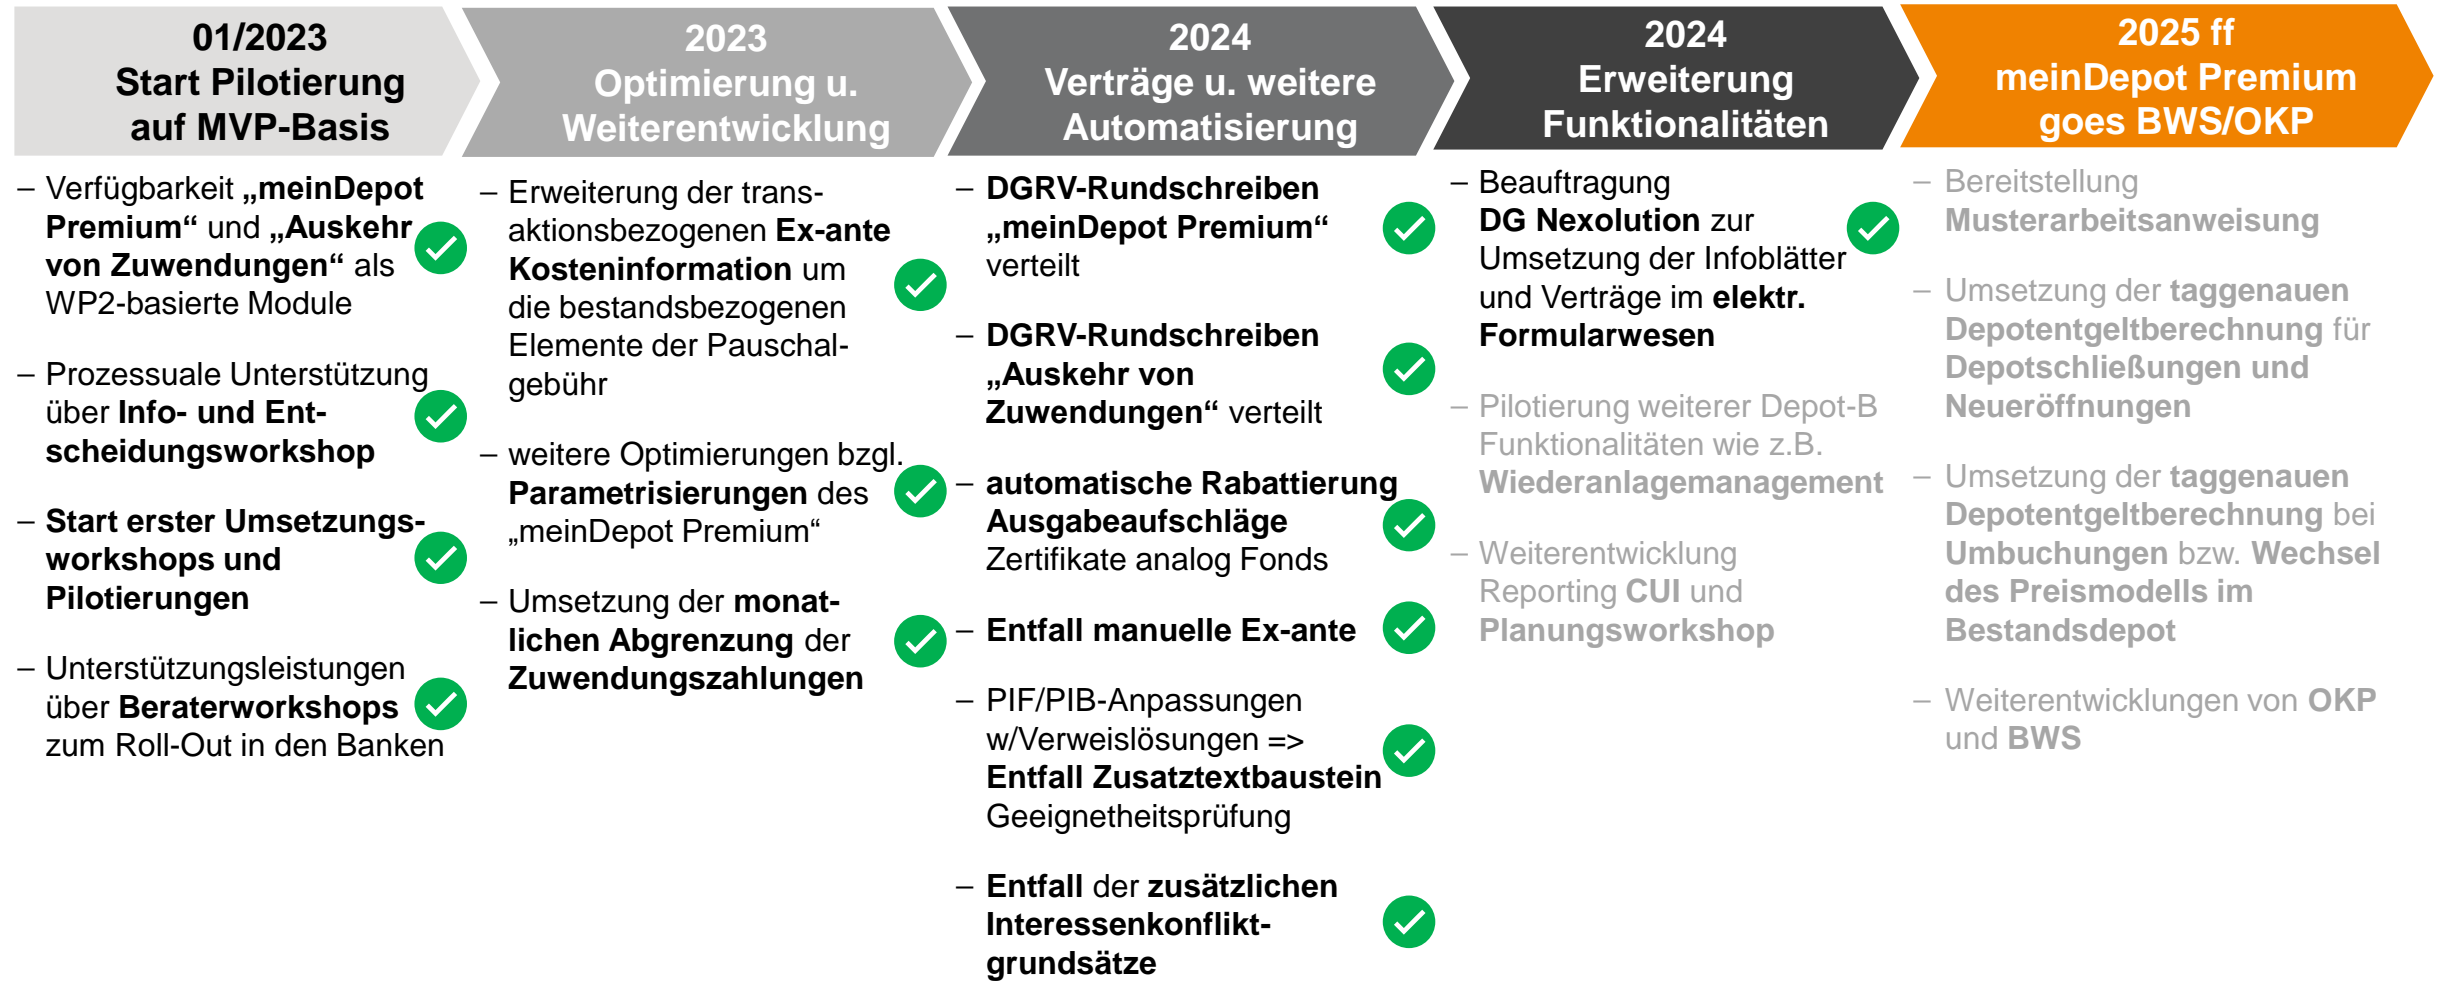 01/2023
Start Pilotierung
auf MVP-Basis
– Verfügbarkeit „meinDepot
Premium“ und „Auskehr
von Zuwendungen“ als
WP2-basierte Module
– Prozessuale Unterstützung
über Info- und Ent-
scheidungsworkshop
– Start erster Umsetzungs-
workshops und
Pilotierungen
– Unterstützungsleistungen
über Beraterworkshops
zum Roll-Out in den Banken
2023
Optimierung u.
Weiterentwicklung
– Erweiterung der trans-
aktionsbezogenen Ex-ante
Kosteninformation um
die bestandsbezogenen
Elemente der Pauschal-
gebühr
– weitere Optimierungen bzgl.
Parametrisierungen des
„meinDepot Premium“
– Umsetzung der monat-
lichen Abgrenzung der
Zuwendungszahlungen
2024
Verträge u. weitere
Automatisierung
– DGRV-Rundschreiben
„meinDepot Premium“
verteilt
– DGRV-Rundschreiben
„Auskehr von
Zuwendungen“ verteilt
– automatische Rabattierung
Ausgabeaufschläge
Zertifikate analog Fonds
– Entfall manuelle Ex-ante
– PIF/PIB-Anpassungen
w/Verweislösungen =>
Entfall Zusatztextbaustein
Geeignetheitsprüfung
– Entfall der zusätzlichen
Interessenkonflikt-
grundsätze
2024
Erweiterung
Funktionalitäten
– Beauftragung
DG Nexolution zur
Umsetzung der Infoblätter
und Verträge im elektr.
Formularwesen
– Pilotierung weiterer Depot-B
Funktionalitäten wie z.B.
Wiederanlagemanagement
– Weiterentwicklung
Reporting CUI und
Planungsworkshop
2025 ff
meinDepot Premium
goes BWS/OKP
– Bereitstellung
Musterarbeitsanweisung
– Umsetzung der taggenauen
Depotentgeltberechnung für
Depotschließungen und
Neueröffnungen
– Umsetzung der taggenauen
Depotentgeltberechnung bei
Umbuchungen bzw. Wechsel
des Preismodells im
Bestandsdepot
– Weiterentwicklungen von OKP
und BWS